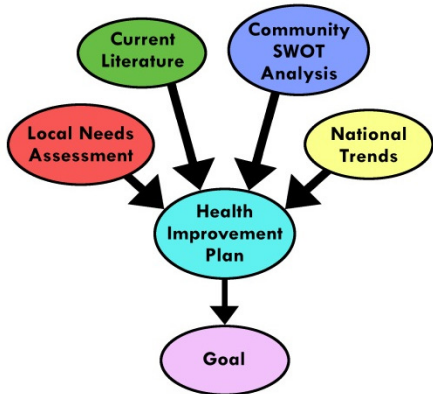 Current
Literature
Community
SWOT
Analysis
Local Needs
Assessment
National
Trends
Health
Improvement
Plan
Goal